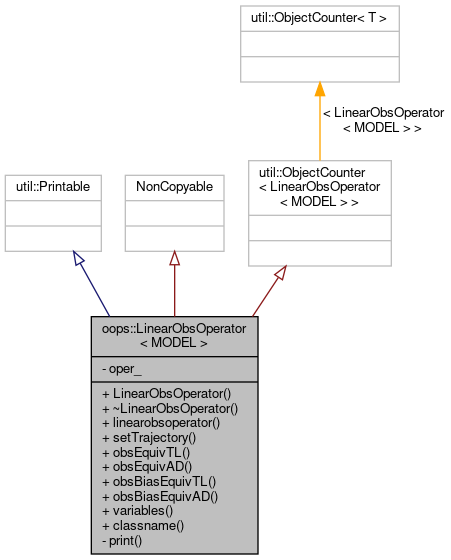 util::ObjectCounter< T >
< LinearObsOperator
< MODEL > >
util::Printable
NonCopyable
util::ObjectCounter
< LinearObsOperator
< MODEL > >
oops::LinearObsOperator
< MODEL >
- oper_
+ LinearObsOperator()
+ ~LinearObsOperator()
+ linearobsoperator()
+ setTrajectory()
+ obsEquivTL()
+ obsEquivAD()
+ obsBiasEquivTL()
+ obsBiasEquivAD()
+ variables()
+ classname()
- print()